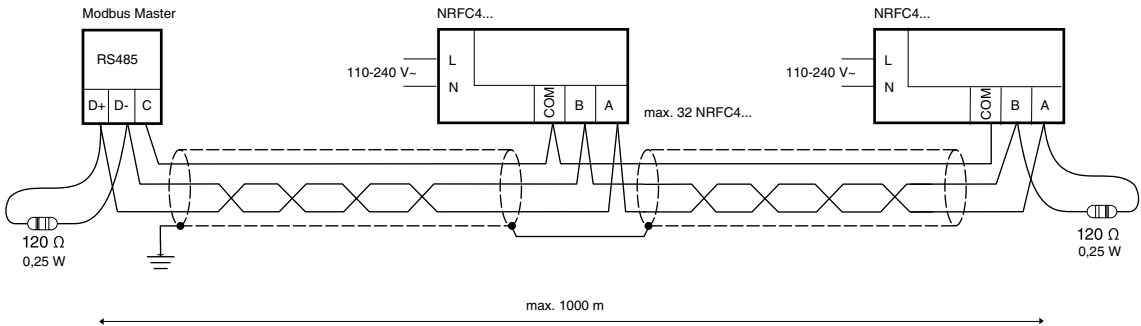 Modbus Master
NRFC4...
NRFC4...
RS485
D+ D- C
L
N
110-240 V~
COM B A
max. 32 NRFC4...
L
N
110-240 V~
COM B A
120 Ω
0,25 W
120 Ω
0,25 W
max. 1000 m